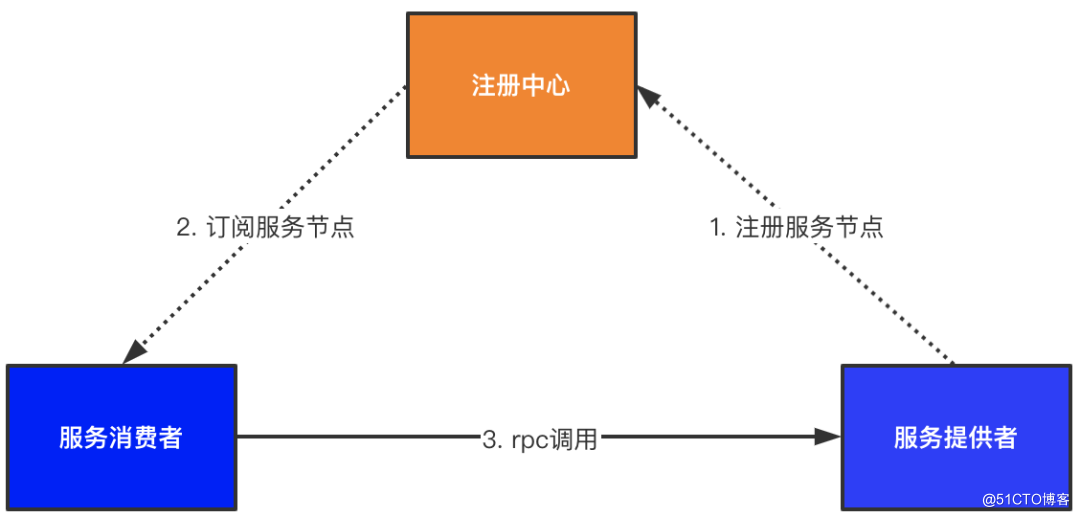 注册中心
2. 订阅服务节点
1. 注册服务节点
服务消费者
3. rpc调用
服务提供者
@51CTO博客